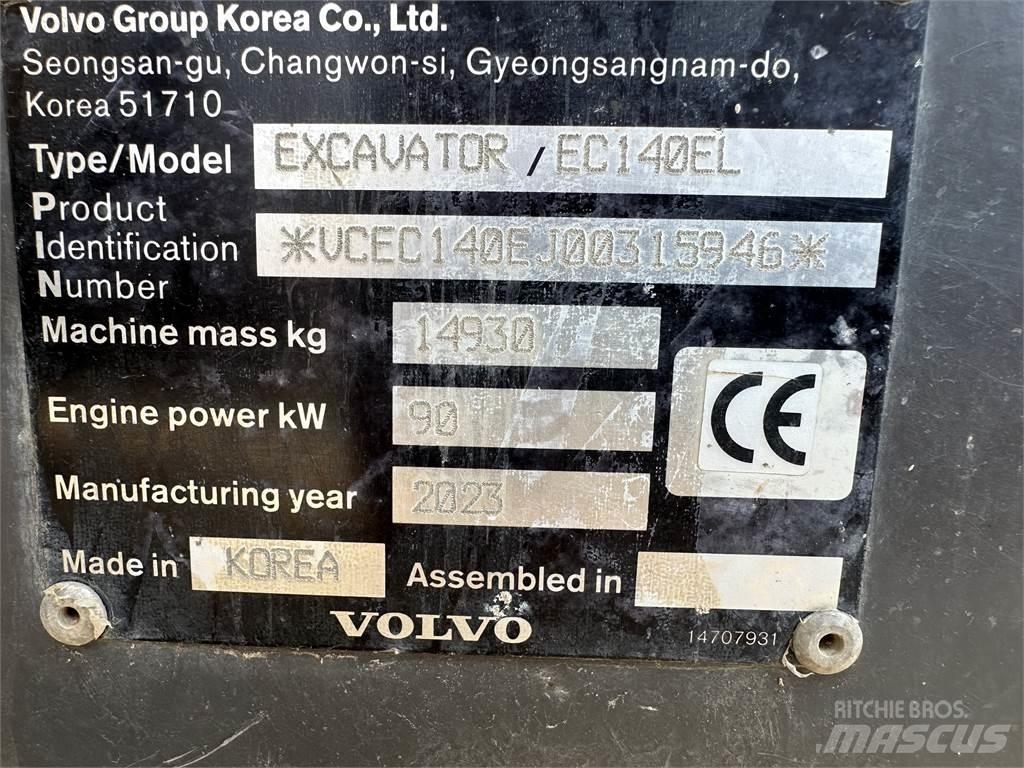 Volvo Group Korea Co., Ltd.
Seongsan-gu, Changwon-si, Gyeongsangnam-do,
Korea 51710
Type/Model EXCAVATOR / EC140EL
Product
Identification *VCEC140EJ00315946*
Number
Machine mass kg 14930
Engine power kW 90
CE
Manufacturing year 2023
Made in KOREA Assembled in
VOLVO 14707931
RITCHIE BROS.
MASCUS